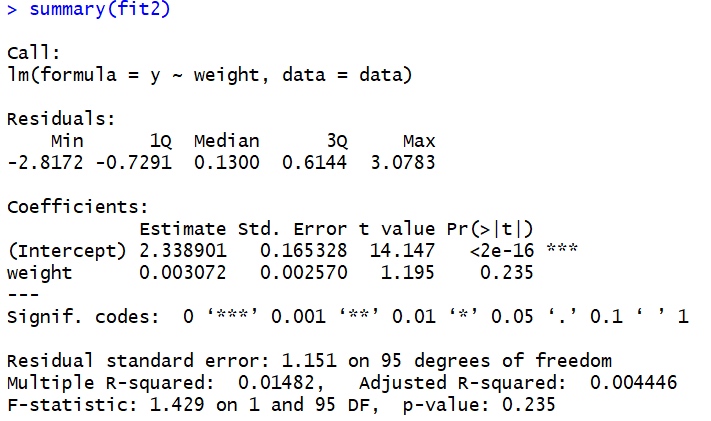 > summary(fit2)
Call:
lm(formula = y ~ weight, data = data)
Residuals:
Min 1Q Median 3Q Max
-2.8172 -0.7291 0.1300 0.6144 3.0783
Coefficients:
Estimate Std. Error t value Pr(>|t|)
(Intercept) 2.338901 0.165328 14.147 <2e-16 ***
weight 0.003072 0.002570 1.195 0.235
---
Signif. codes: 0 ‘***’ 0.001 ‘**’ 0.01 ‘*’ 0.05 ‘.’ 0.1 ‘ ’ 1
Residual standard error: 1.151 on 95 degrees of freedom
Multiple R-squared: 0.01482, Adjusted R-squared: 0.004446
F-statistic: 1.429 on 1 and 95 DF, p-value: 0.235